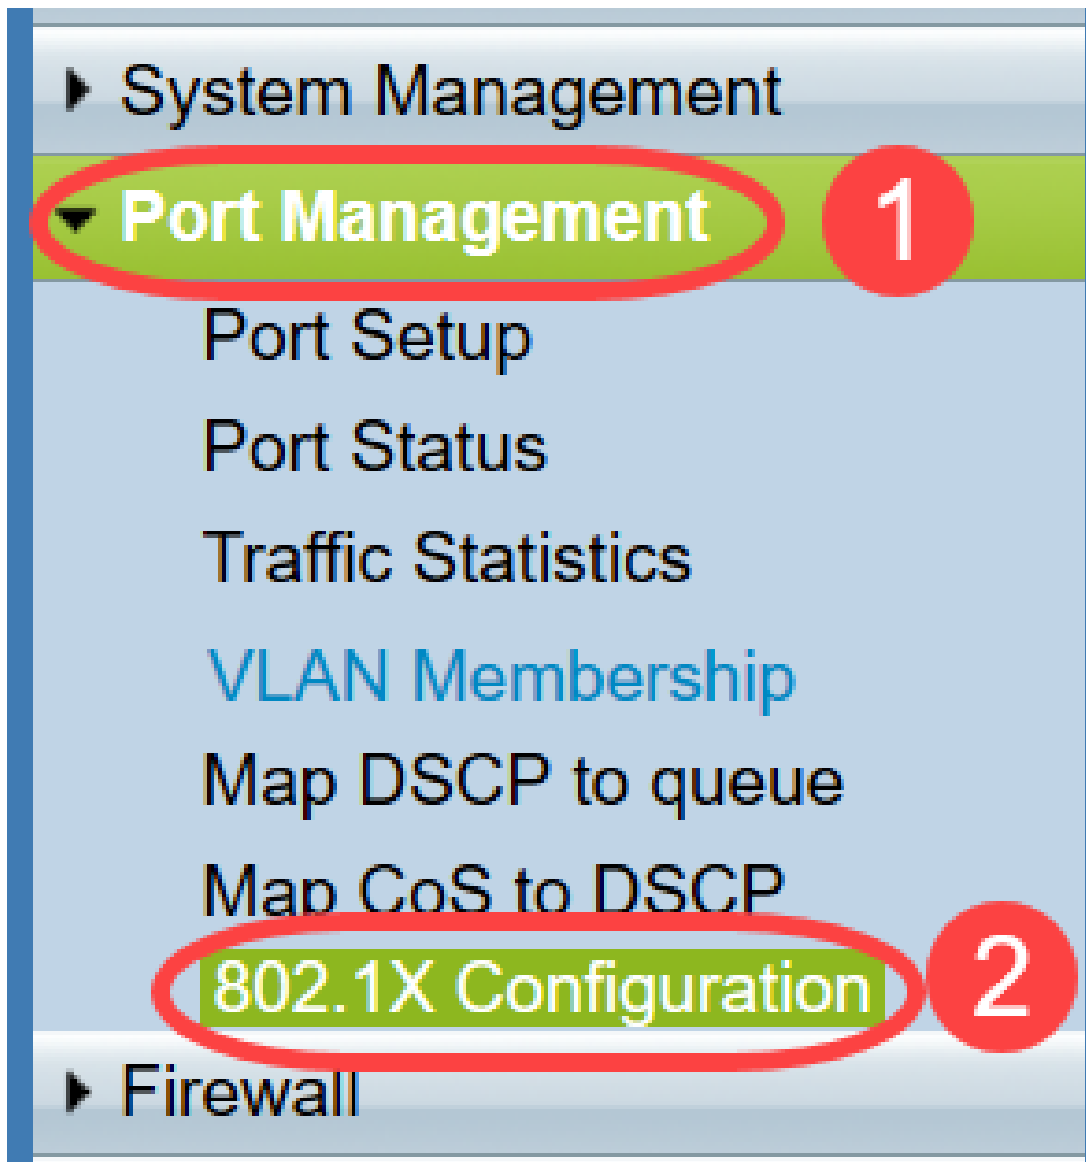 System Management
Port Management 1
Port Setup
Port Status
Traffic Statistics
VLAN Membership
Map DSCP to queue
Map CoS to DSCP
802.1X Configuration 2
Firewall